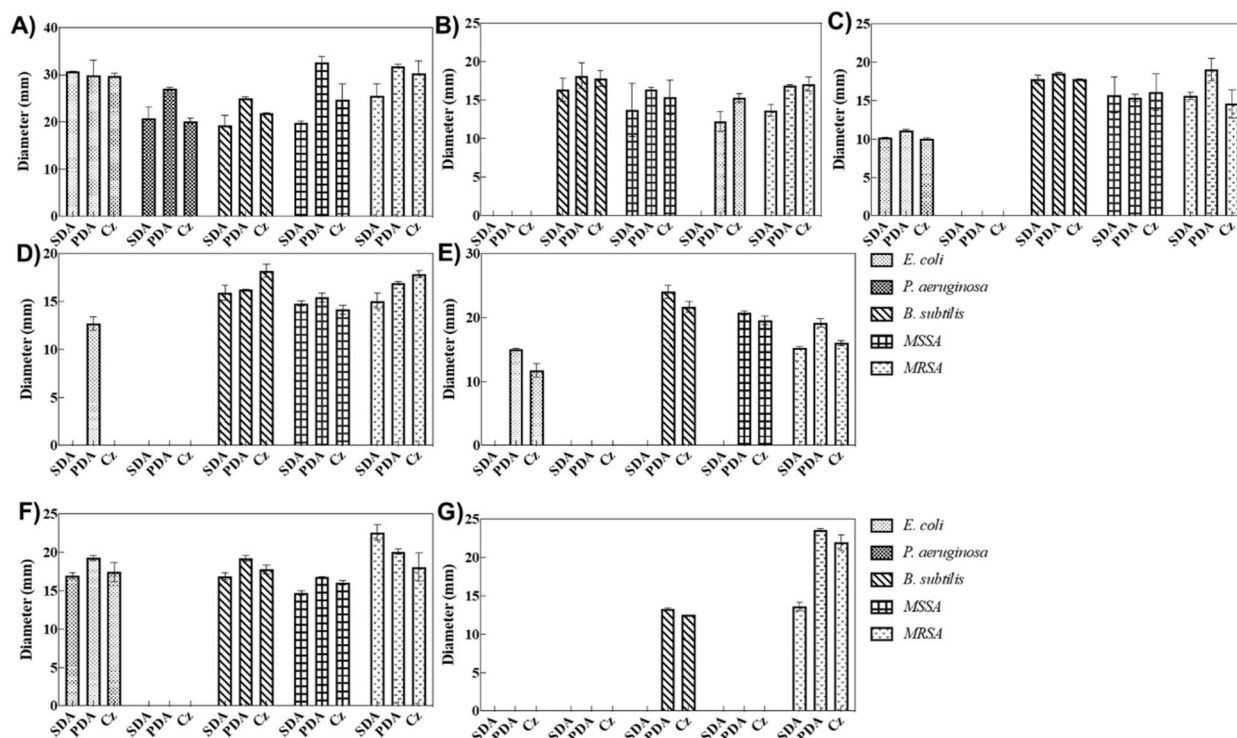 A)
Diameter (mm)
40
30
20
10
0
SDA PDA Cz SDA PDA Cz SDA PDA Cz SDA PDA Cz SDA PDA Cz
B)
Diameter (mm)
25
20
15
10
5
0
SDA PDA Cz SDA PDA Cz SDA PDA Cz SDA PDA Cz SDA PDA Cz
C)
Diameter (mm)
25
20
15
10
5
0
SDA PDA Cz SDA PDA Cz SDA PDA Cz SDA PDA Cz SDA PDA Cz
D)
Diameter (mm)
20
15
10
5
0
SDA PDA Cz SDA PDA Cz SDA PDA Cz SDA PDA Cz SDA PDA Cz
E)
Diameter (mm)
30
20
10
0
SDA PDA Cz SDA PDA Cz SDA PDA Cz SDA PDA Cz SDA PDA Cz
E. coli
P. aeruginosa
B. subtilis
MSSA
MRSA
F)
Diameter (mm)
25
20
15
10
5
0
SDA PDA Cz SDA PDA Cz SDA PDA Cz SDA PDA Cz SDA PDA Cz
G)
Diameter (mm)
25
20
15
10
5
0
SDA PDA Cz SDA PDA Cz SDA PDA Cz SDA PDA Cz SDA PDA Cz
E. coli
P. aeruginosa
B. subtilis
MSSA
MRSA